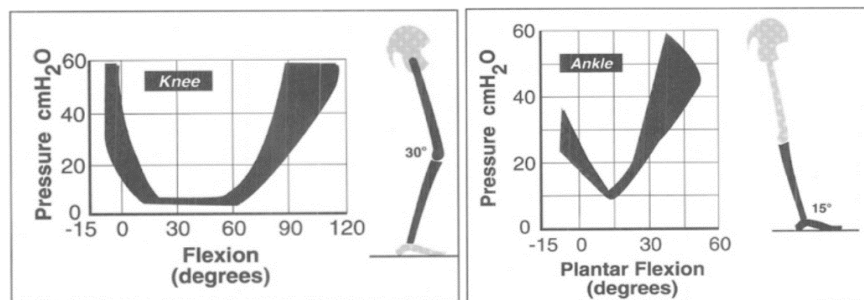 Knee
Pressure cmH₂O
60
40
20
0
-15 0 30 60 90 120
Flexion
(degrees)
30°
Ankle
Pressure cmH₂O
60
50
40
20
0
-15 0 30 60
Plantar Flexion
(degrees)
15°